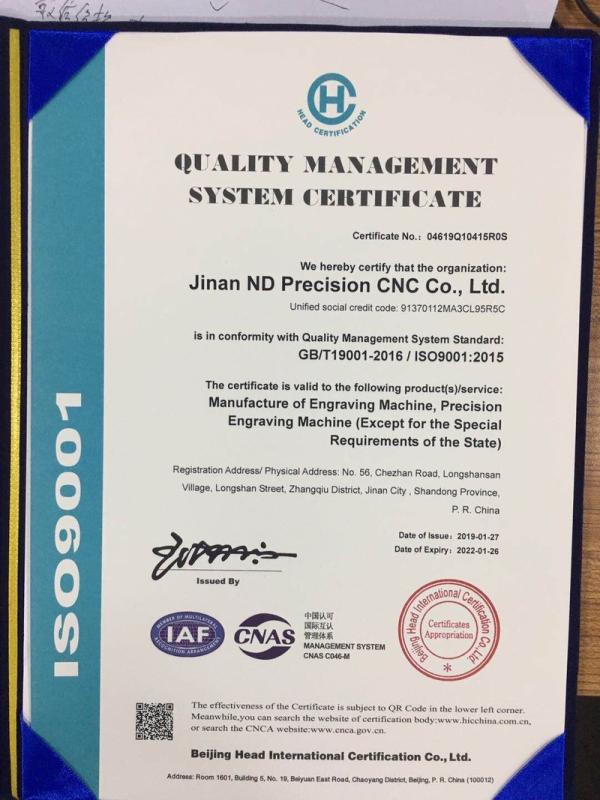 HEAD CERTIFICATION
QUALITY MANAGEMENT
SYSTEM CERTIFICATE
Certificate No.: 04619Q10415R0S
We hereby certify that the organization:
Jinan ND Precision CNC Co., Ltd.
Unified social credit code: 91370112MA3CL95R5C
is in conformity with Quality Management System Standard:
GB/T19001-2016 / ISO9001:2015
The certificate is valid to the following product(s)/service:
Manufacture of Engraving Machine, Precision
Engraving Machine (Except for the Special
Requirements of the State)
Registration Address/ Physical Address: No. 56, Chezhan Road, Longshansan
Village, Longshan Street, Zhangqiu District, Jinan City , Shandong Province,
P. R. China
Date of Issue: 2019-01-27
Date of Expiry: 2022-01-26
Issued By
ISO9001
MEMBER OF MULTILATERAL
IAF
RECOGNITION ARRANGEMENT
CNAS
中国认可
国际互认
管理体系
MANAGEMENT SYSTEM
CNAS C046-M
Beijing Head International Certification Co.,Ltd.
Certificates
Appropriation
The effectiveness of the Certificate is subject to QR Code in the lower left corner.
Meanwhile,you can search the website of certification body:www.hicchina.com.cn,
or search the CNCA website:www.cnca.gov.cn.
Beijing Head International Certification Co., Ltd.
Address: Room 1601, Building 5, No. 19, Beiyuan East Road, Chaoyang District, Beijing, P. R. China (100012)